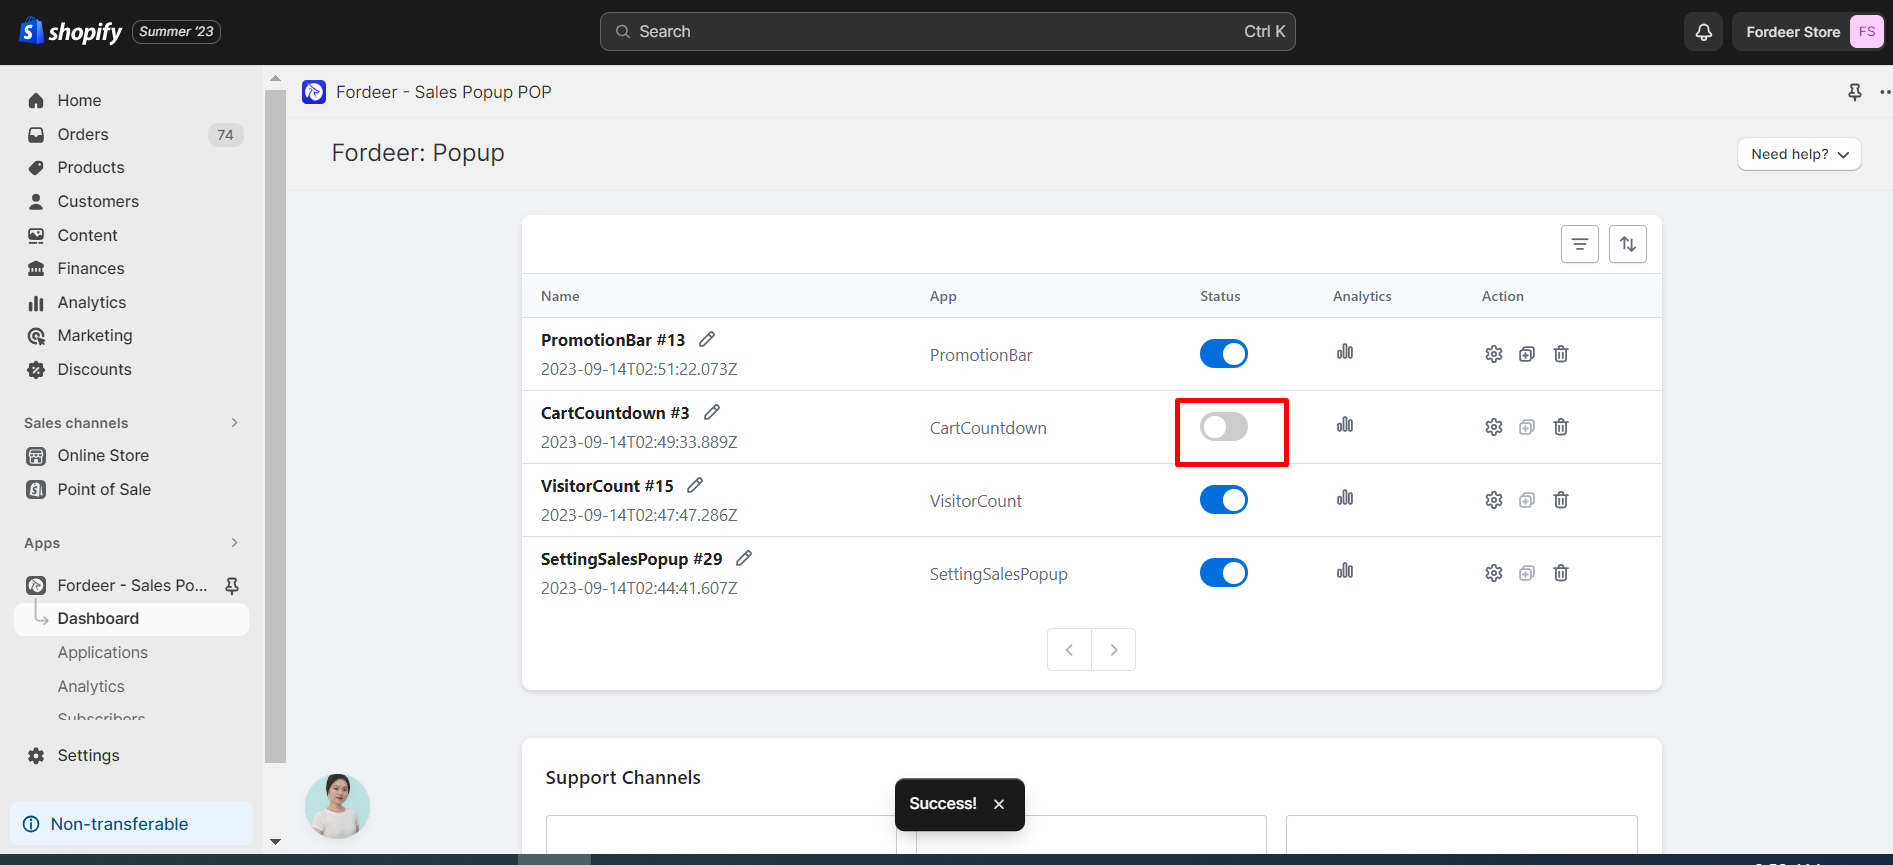 shopify
Summer '23
Search
Ctrl K
Fordeer Store
FS
Home
Orders
74
Products
Customers
Content
Finances
Analytics
Marketing
Discounts
Sales channels
Online Store
Point of Sale
Apps
Fordeer - Sales Po...
Dashboard
Applications
Analytics
Subscribers
Settings
Non-transferable
Fordeer - Sales Popup POP
Fordeer: Popup
Need help?
Name App Status Analytics Action
PromotionBar #13
2023-09-14T02:51:22.073Z
PromotionBar
CartCountdown #3
2023-09-14T02:49:33.889Z
CartCountdown
VisitorCount #15
2023-09-14T02:47:47.286Z
VisitorCount
SettingSalesPopup #29
2023-09-14T02:44:41.607Z
SettingSalesPopup
Support Channels
Success!